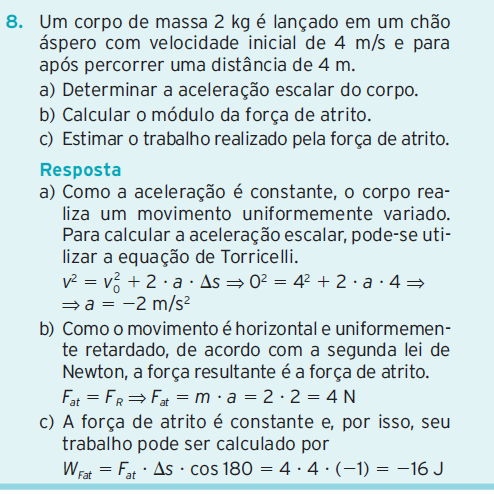 8. Um corpo de massa 2 kg é lançado em um chão
áspero com velocidade inicial de 4 m/s e para
após percorrer uma distância de 4 m.
a) Determinar a aceleração escalar do corpo.
b) Calcular o módulo da força de atrito.
c) Estimar o trabalho realizado pela força de atrito.
Resposta
a) Como a aceleração é constante, o corpo rea-
liza um movimento uniformemente variado.
Para calcular a aceleração escalar, pode-se uti-
lizar a equação de Torricelli.
v² = v₀² + 2 · a · Δs ⇒ 0² = 4² + 2 · a · 4 ⇒
⇒ a = −2 m/s²
b) Como o movimento é horizontal e uniformemen-
te retardado, de acordo com a segunda lei de
Newton, a força resultante é a força de atrito.
F_at = F_R ⇒ F_at = m · a = 2 · 2 = 4 N
c) A força de atrito é constante e, por isso, seu
trabalho pode ser calculado por
W_Fat = F_at · Δs · cos 180 = 4 · 4 · (−1) = −16 J